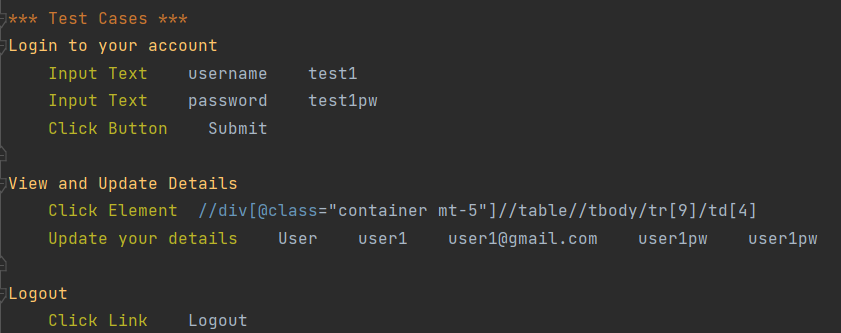 *** Test Cases ***
Login to your account
Input Text    username    test1
Input Text    password    test1pw
Click Button    Submit
View and Update Details
Click Element  //div[@class="container mt-5"]//table//tbody/tr[9]/td[4]
Update your details    User    user1    user1@gmail.com    user1pw    user1pw
Logout
Click Link    Logout